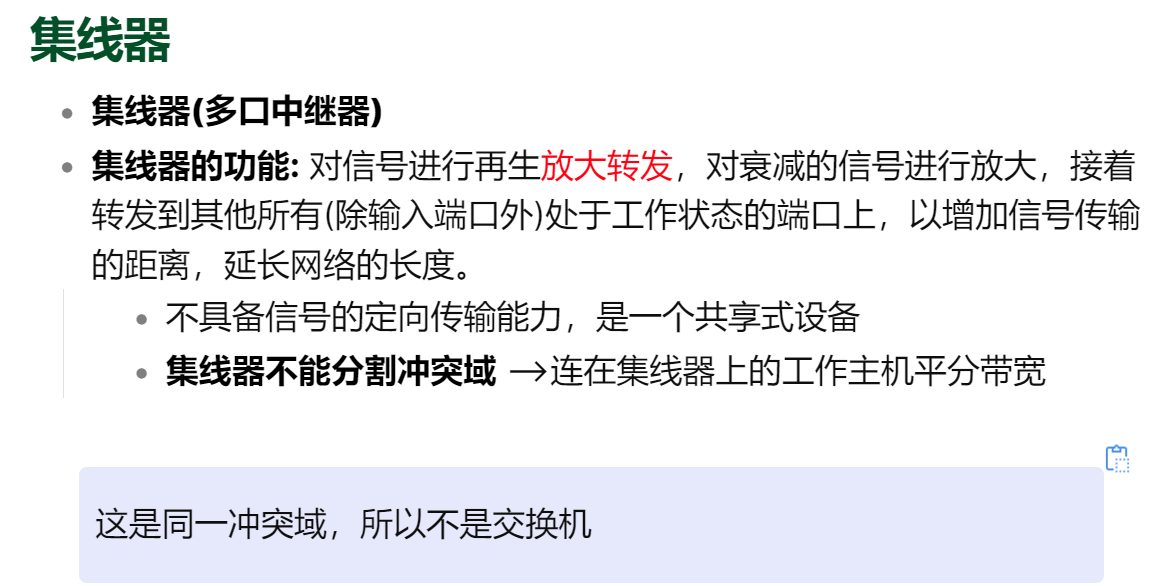 集线器
集线器(多口中继器)
集线器的功能: 对信号进行再生放大转发，对衰减的信号进行放大，接着
转发到其他所有(除输入端口外)处于工作状态的端口上，以增加信号传输
的距离，延长网络的长度。
不具备信号的定向传输能力，是一个共享式设备
集线器不能分割冲突域 –>连在集线器上的工作主机平分带宽
这是同一冲突域，所以不是交换机